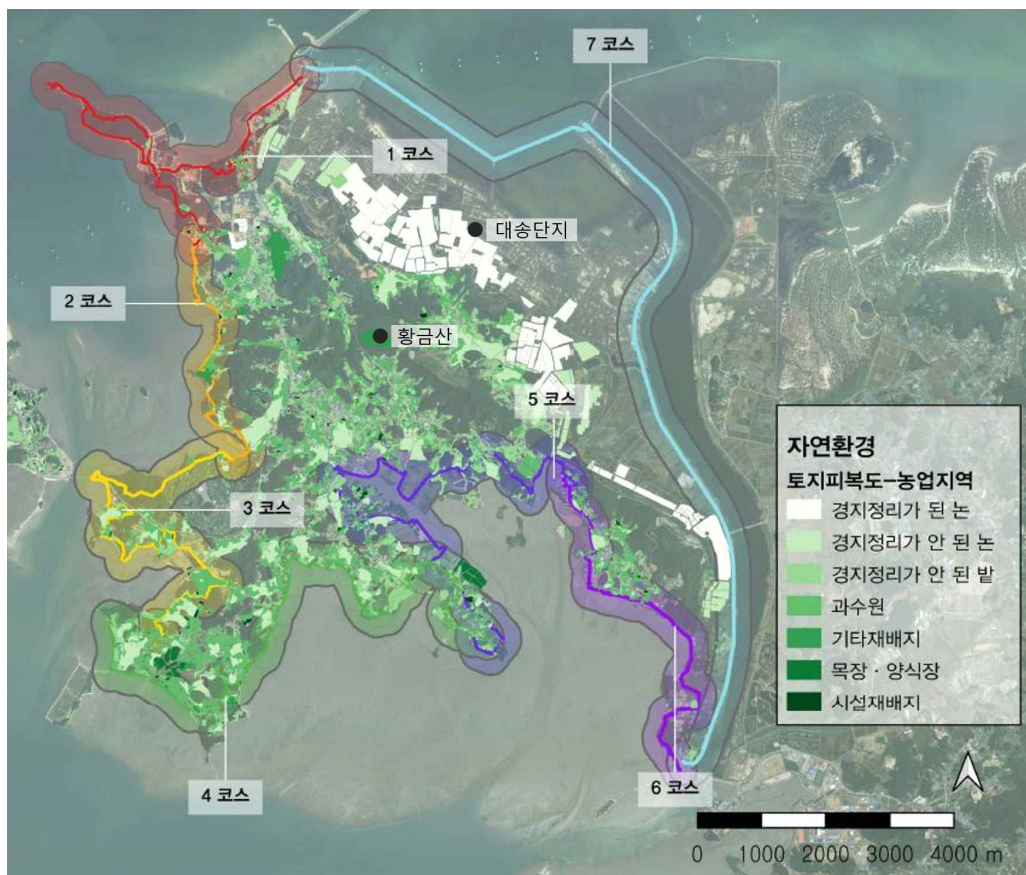 7 코스
1 코스
대송단지
2 코스
황금산
5 코스
3 코스
4 코스
6 코스
자연환경
토지피복도-농업지역
경지정리가 된 논
경지정리가 안 된 논
경지정리가 안 된 밭
과수원
기타재배지
목장 · 양식장
시설재배지
0 1000 2000 3000 4000 m